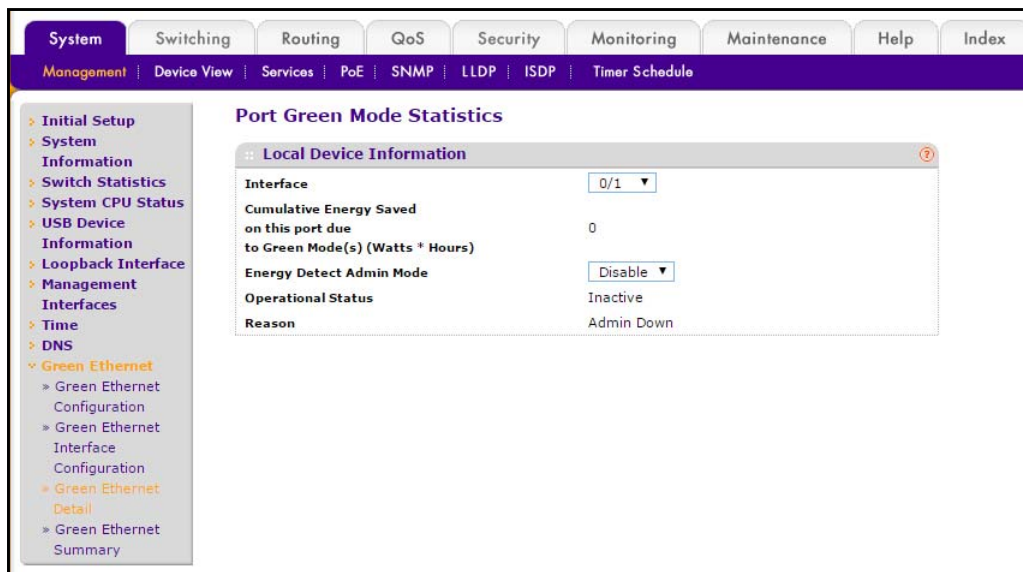 System Switching Routing QoS Security Monitoring Maintenance Help Index
Management Device View Services PoE SNMP LLDP ISDP Timer Schedule
Initial Setup
System
Information
Switch Statistics
System CPU Status
USB Device
Information
Loopback Interface
Management
Interfaces
Time
DNS
Green Ethernet
» Green Ethernet
Configuration
» Green Ethernet
Interface
Configuration
» Green Ethernet
Detail
» Green Ethernet
Summary
Port Green Mode Statistics
Local Device Information ?
Interface 0/1
Cumulative Energy Saved
on this port due 0
to Green Mode(s) (Watts * Hours)
Energy Detect Admin Mode Disable
Operational Status Inactive
Reason Admin Down